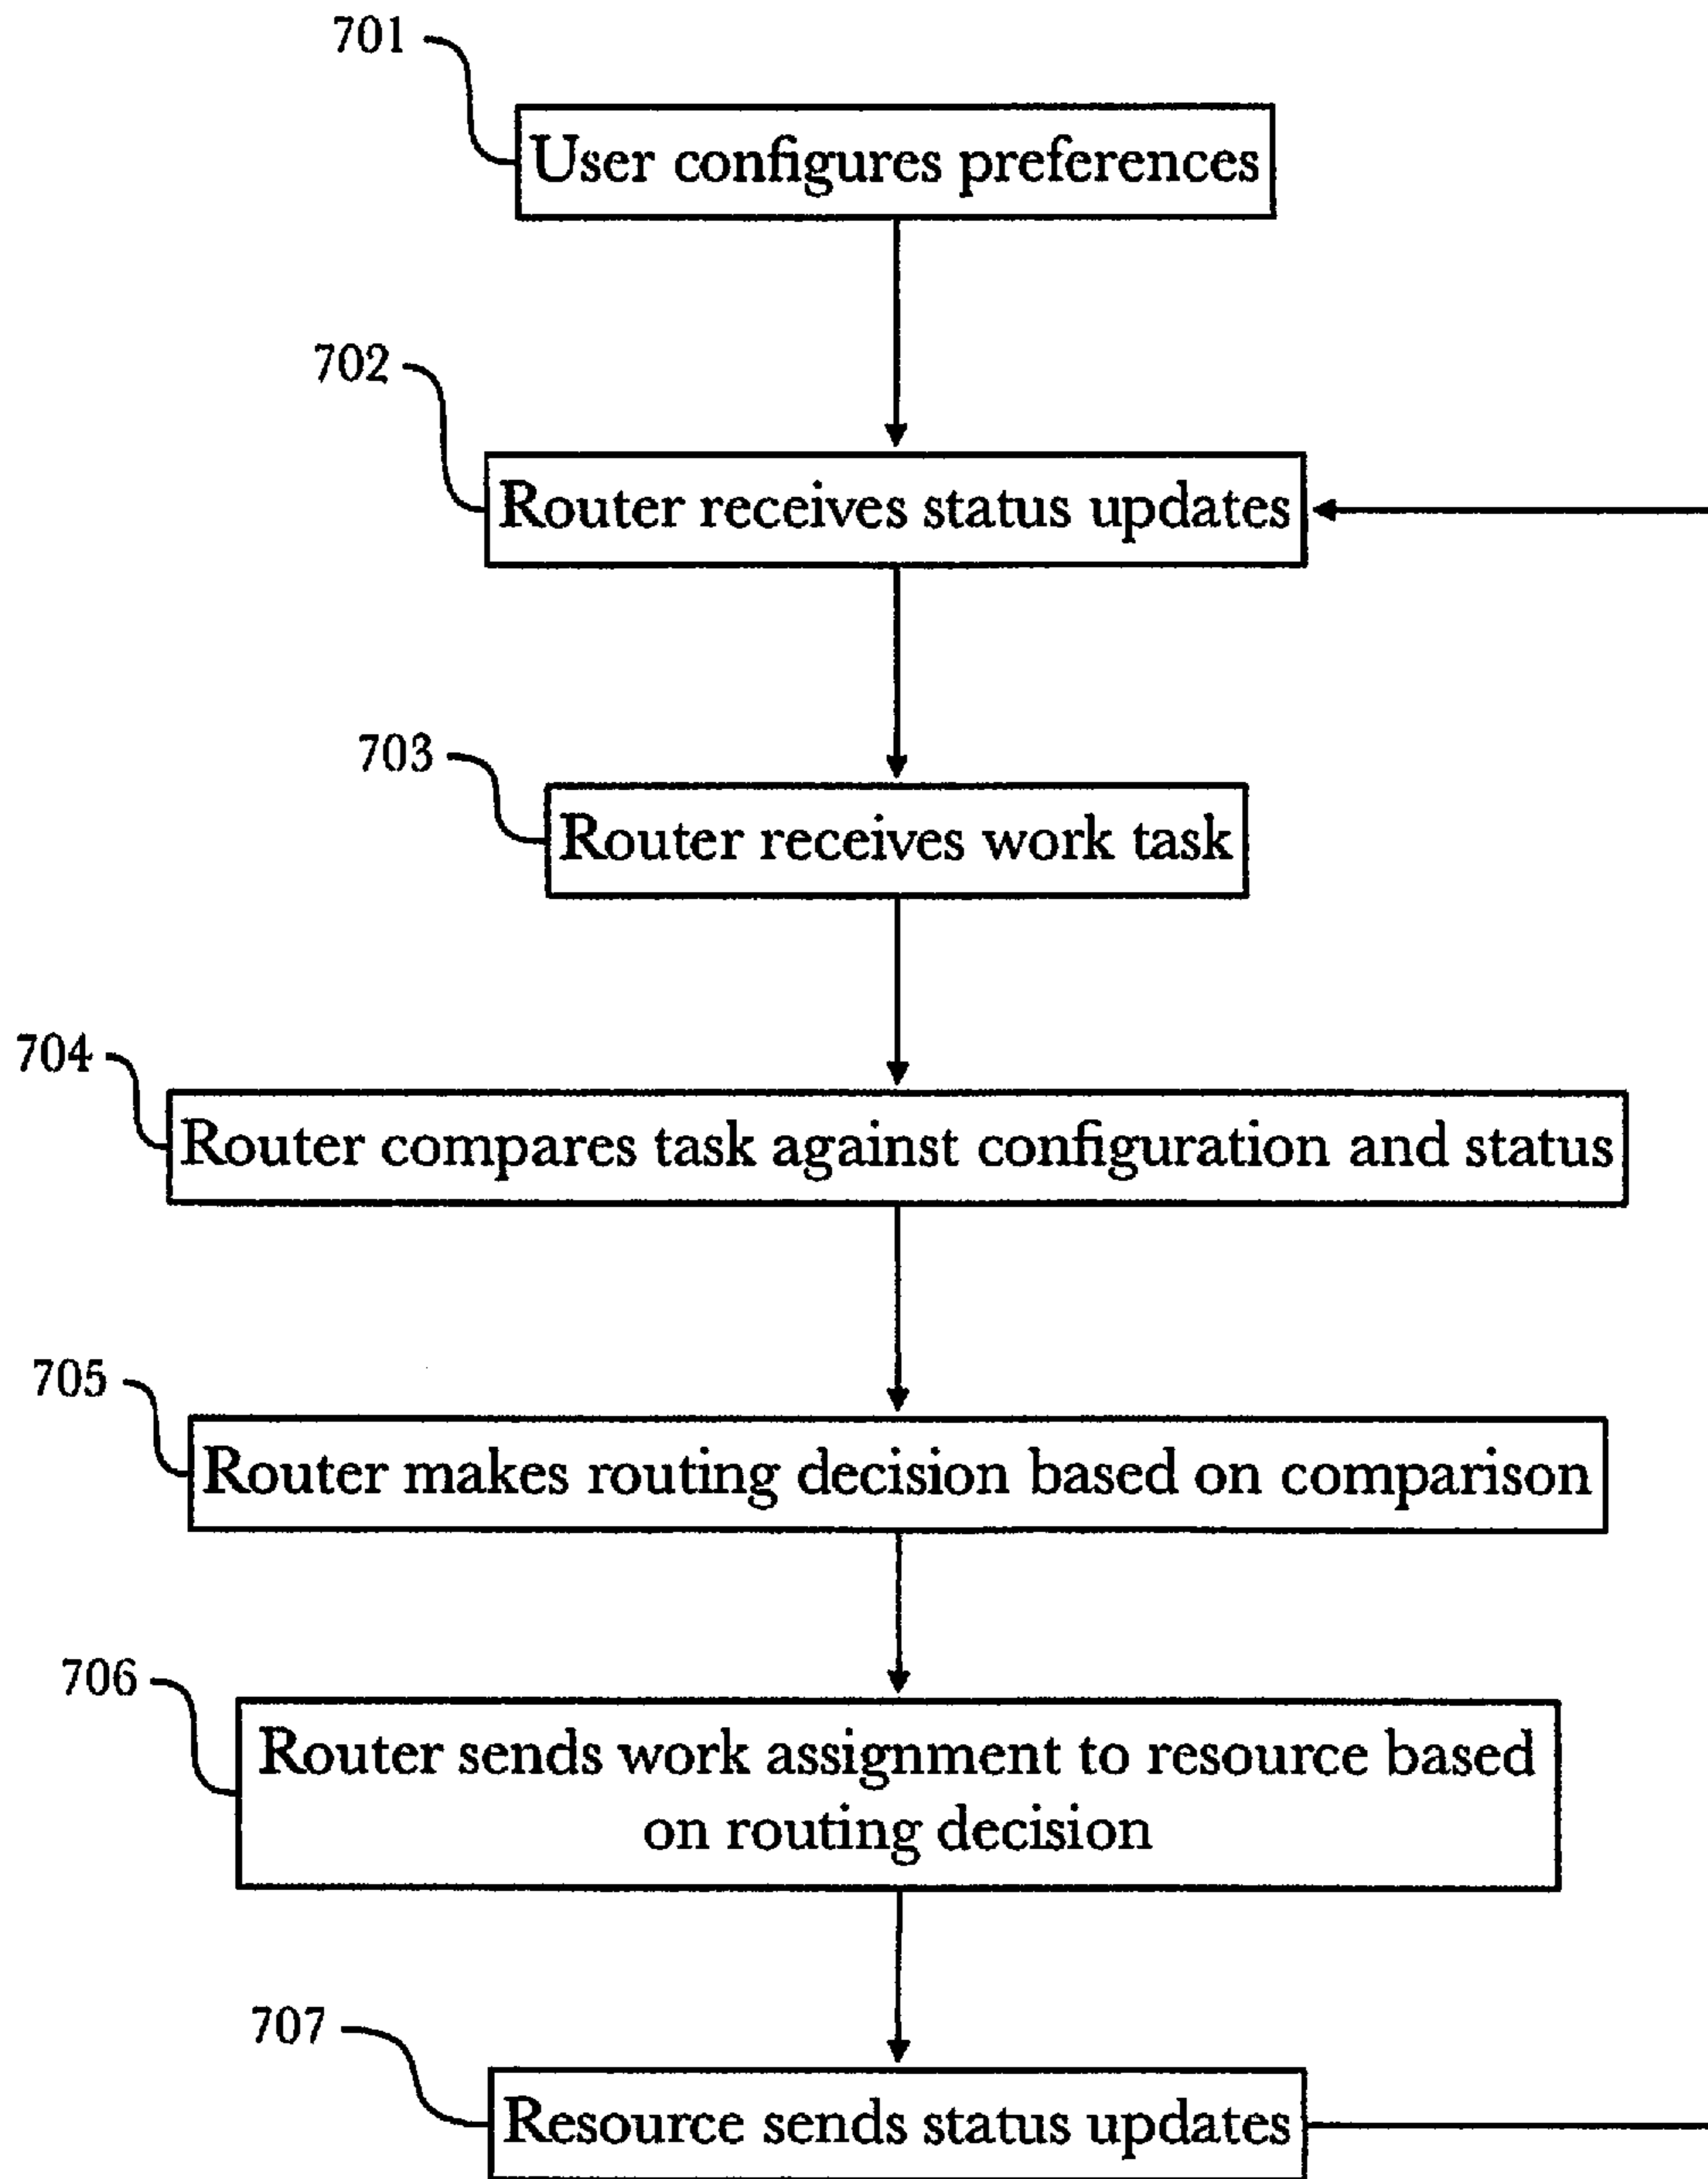 701
User configures preferences
702
Router receives status updates
703
Router receives work task
704
Router compares task against configuration and status
705
Router makes routing decision based on comparison
706
Router sends work assignment to resource based
on routing decision
707
Resource sends status updates